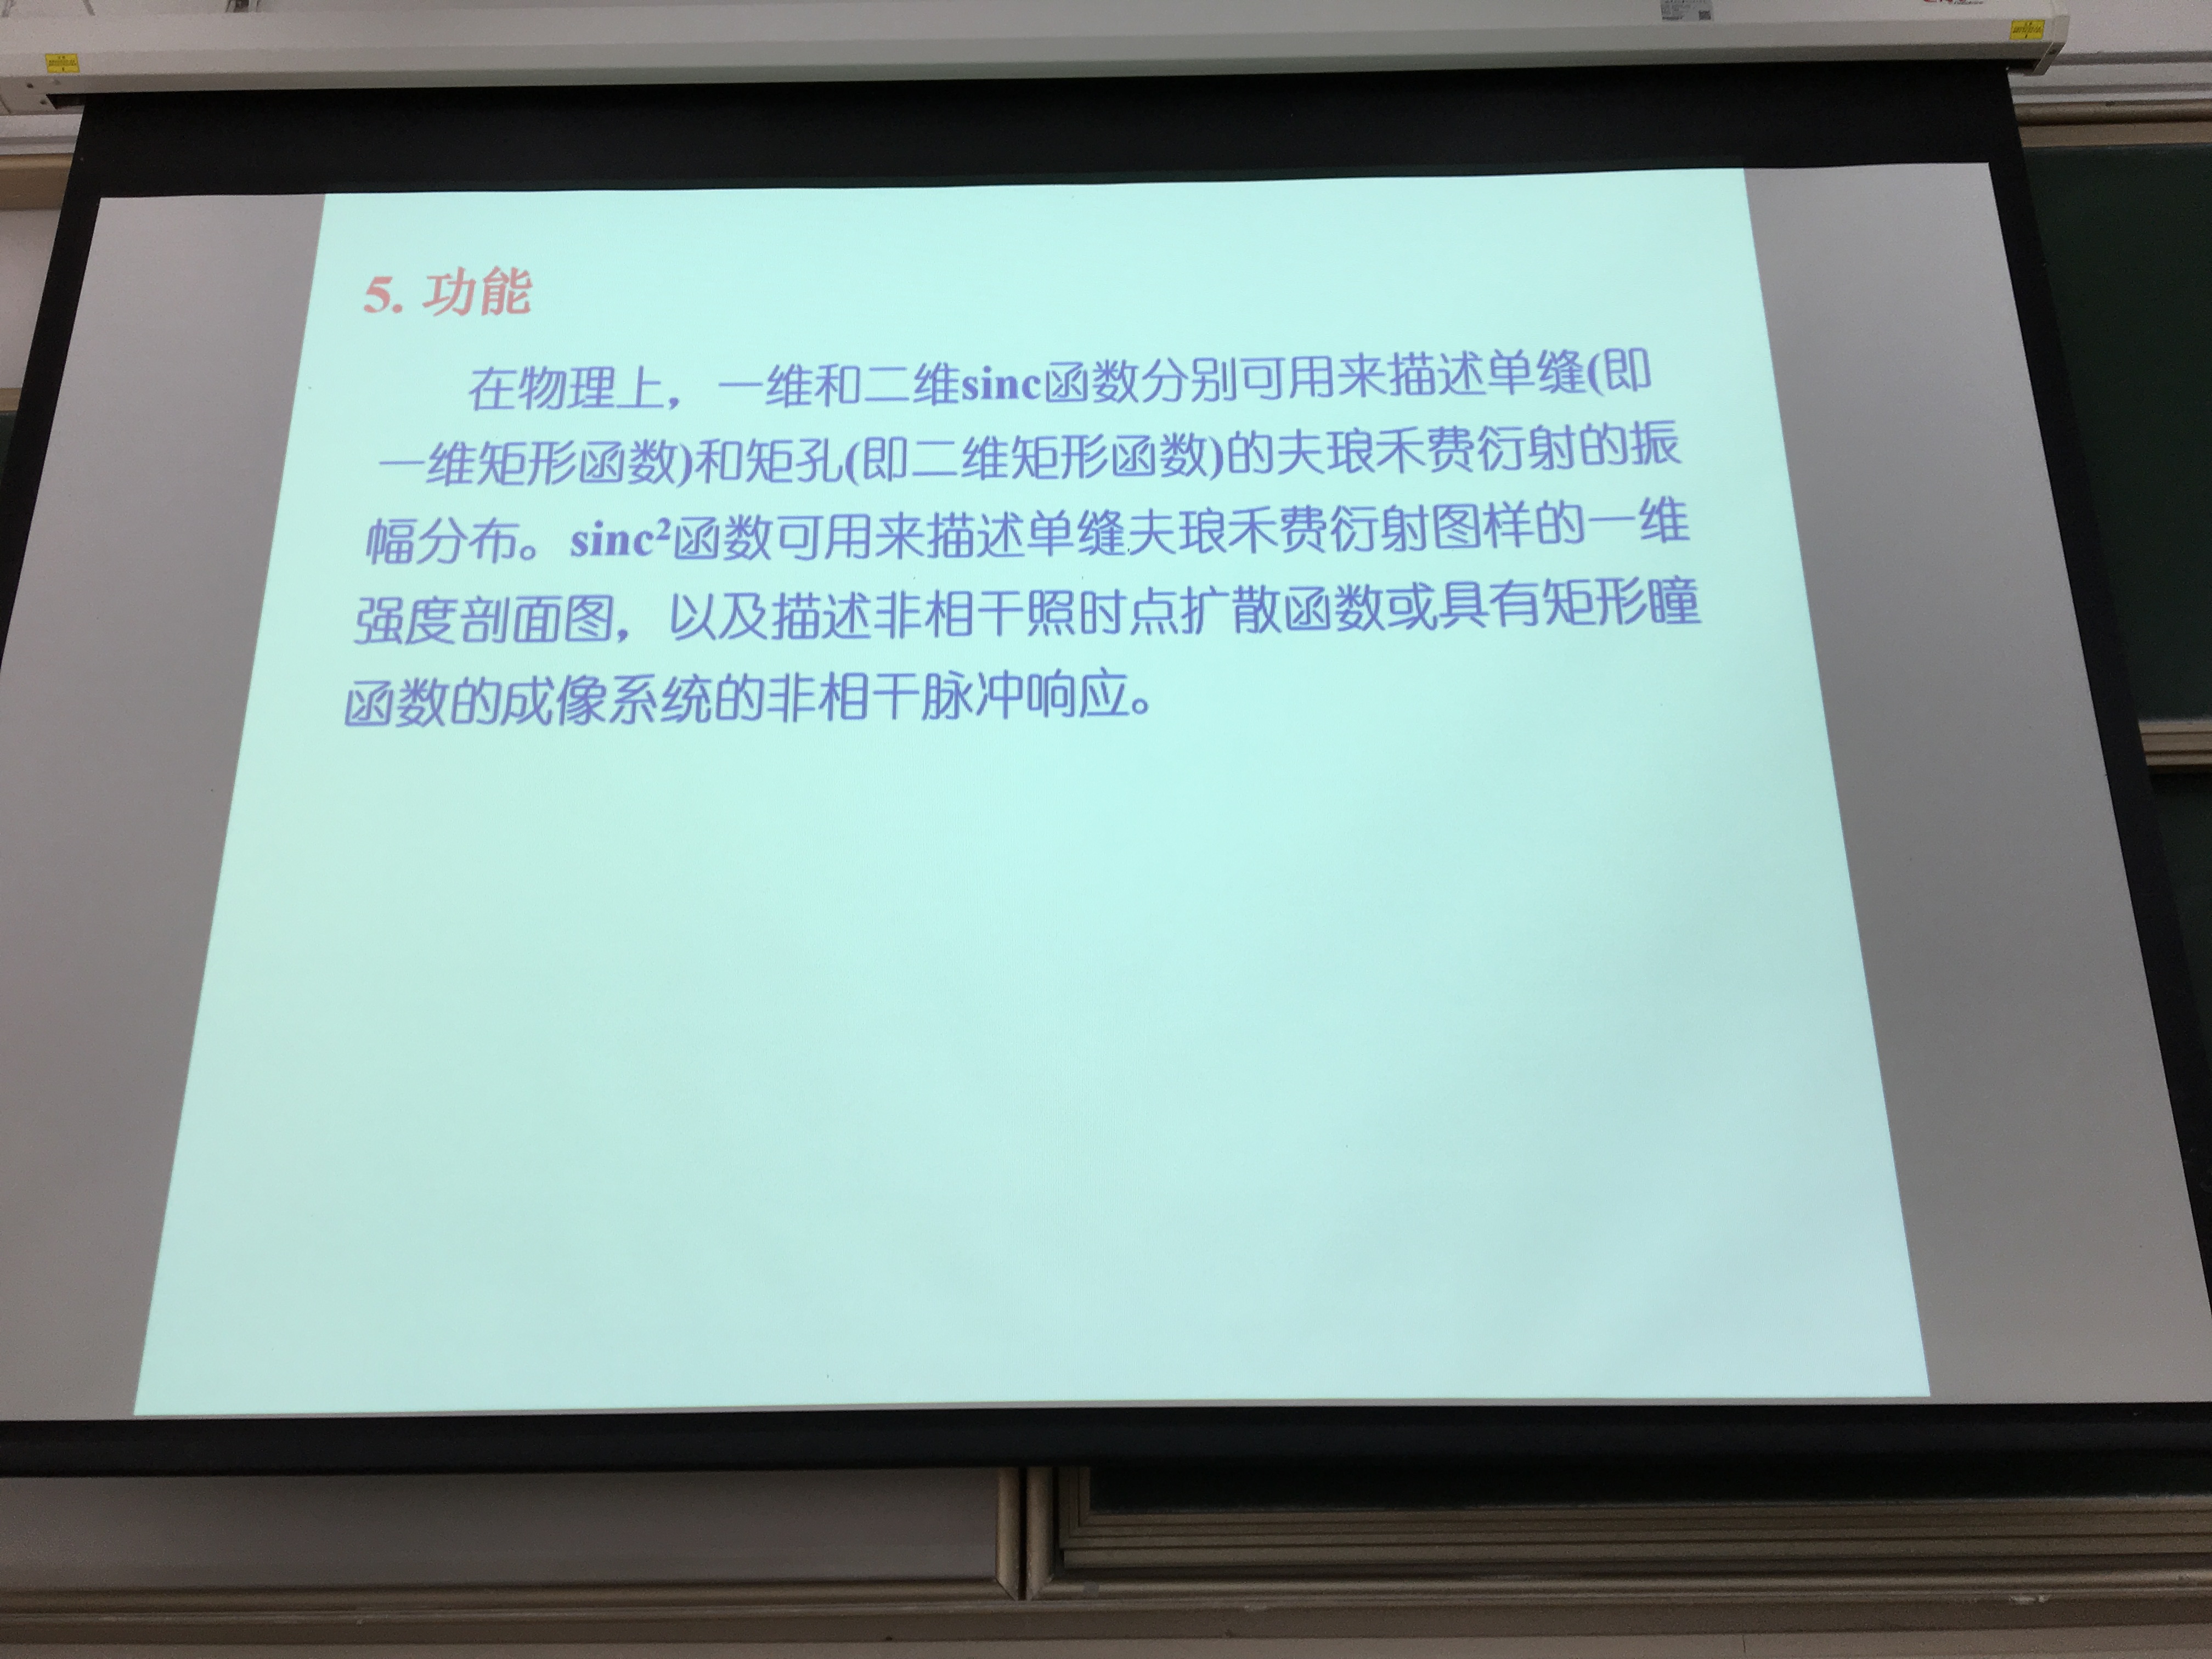 5. 功能
在物理上，一维和二维sinc函数分别可用来描述单缝(即
一维矩形函数)和矩孔(即二维矩形函数)的夫琅禾费衍射的振
幅分布。sinc²函数可用来描述单缝夫琅禾费衍射图样的一维
强度剖面图，以及描述非相干照时点扩散函数或具有矩形瞳
函数的成像系统的非相干脉冲响应。